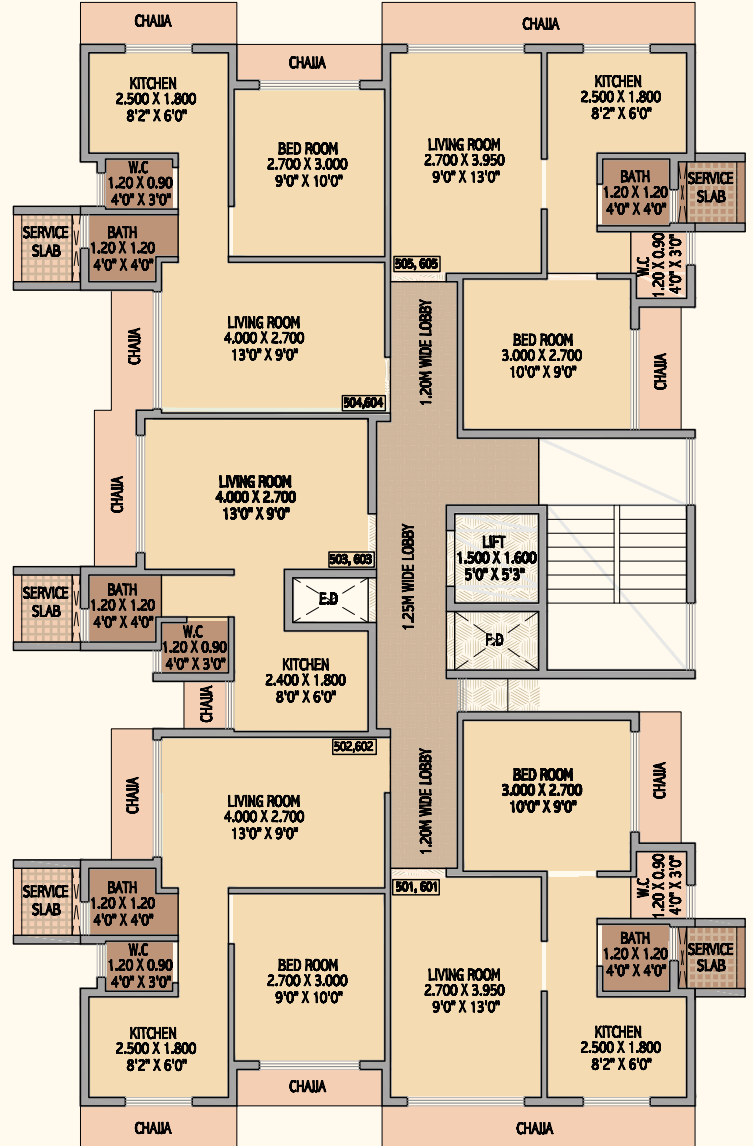 CHAJJA
CHAJJA
CHAJJA
KITCHEN
2.500 X 1.800
8'2" X 6'0"
BED ROOM
2.700 X 3.000
9'0" X 10'0"
LIVING ROOM
2.700 X 3.950
9'0" X 13'0"
KITCHEN
2.500 X 1.800
8'2" X 6'0"
W.C
1.20 X 0.90
4'0" X 3'0"
BATH
1.20 X 1.20
4'0" X 4'0"
SERVICE
SLAB
SERVICE
SLAB
BATH
1.20 X 1.20
4'0" X 4'0"
W.C
1.20 X 0.90
4'0" X 3'0"
505, 605
CHAJJA
LIVING ROOM
4.000 X 2.700
13'0" X 9'0"
1.20M WIDE LOBBY
BED ROOM
3.000 X 2.700
10'0" X 9'0"
CHAJJA
504,604
CHAJJA
LIVING ROOM
4.000 X 2.700
13'0" X 9'0"
503, 603
1.25M WIDE LOBBY
LIFT
1.500 X 1.600
5'0" X 5'3"
SERVICE
SLAB
BATH
1.20 X 1.20
4'0" X 4'0"
E.D
F.D
W.C
1.20 X 0.90
4'0" X 3'0"
KITCHEN
2.400 X 1.800
8'0" X 6'0"
CHAJJA
502,602
CHAJJA
LIVING ROOM
4.000 X 2.700
13'0" X 9'0"
1.20M WIDE LOBBY
BED ROOM
3.000 X 2.700
10'0" X 9'0"
CHAJJA
501, 601
SERVICE
SLAB
BATH
1.20 X 1.20
4'0" X 4'0"
W.C
1.20 X 0.90
4'0" X 3'0"
W.C
1.20 X 0.90
4'0" X 3'0"
BED ROOM
2.700 X 3.000
9'0" X 10'0"
LIVING ROOM
2.700 X 3.950
9'0" X 13'0"
BATH
1.20 X 1.20
4'0" X 4'0"
SERVICE
SLAB
KITCHEN
2.500 X 1.800
8'2" X 6'0"
KITCHEN
2.500 X 1.800
8'2" X 6'0"
CHAJJA
CHAJJA
CHAJJA